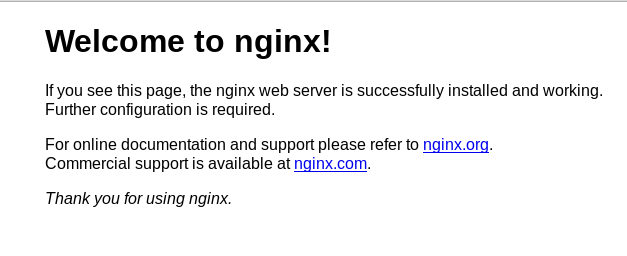 Welcome to nginx!
If you see this page, the nginx web server is successfully installed and working.
Further configuration is required.
For online documentation and support please refer to nginx.org.
Commercial support is available at nginx.com.
Thank you for using nginx.